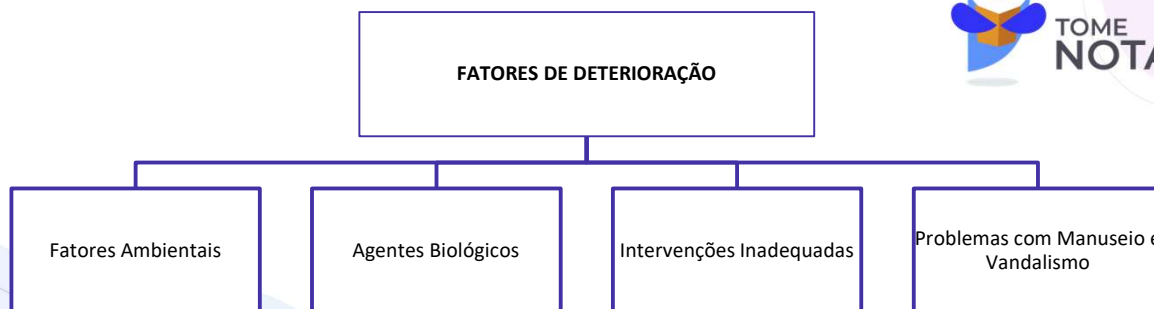 TOME
NOTA
FATORES DE DETERIORAÇÃO
Fatores Ambientais
Agentes Biológicos
Intervenções Inadequadas
Problemas com Manuseio e
Vandalismo